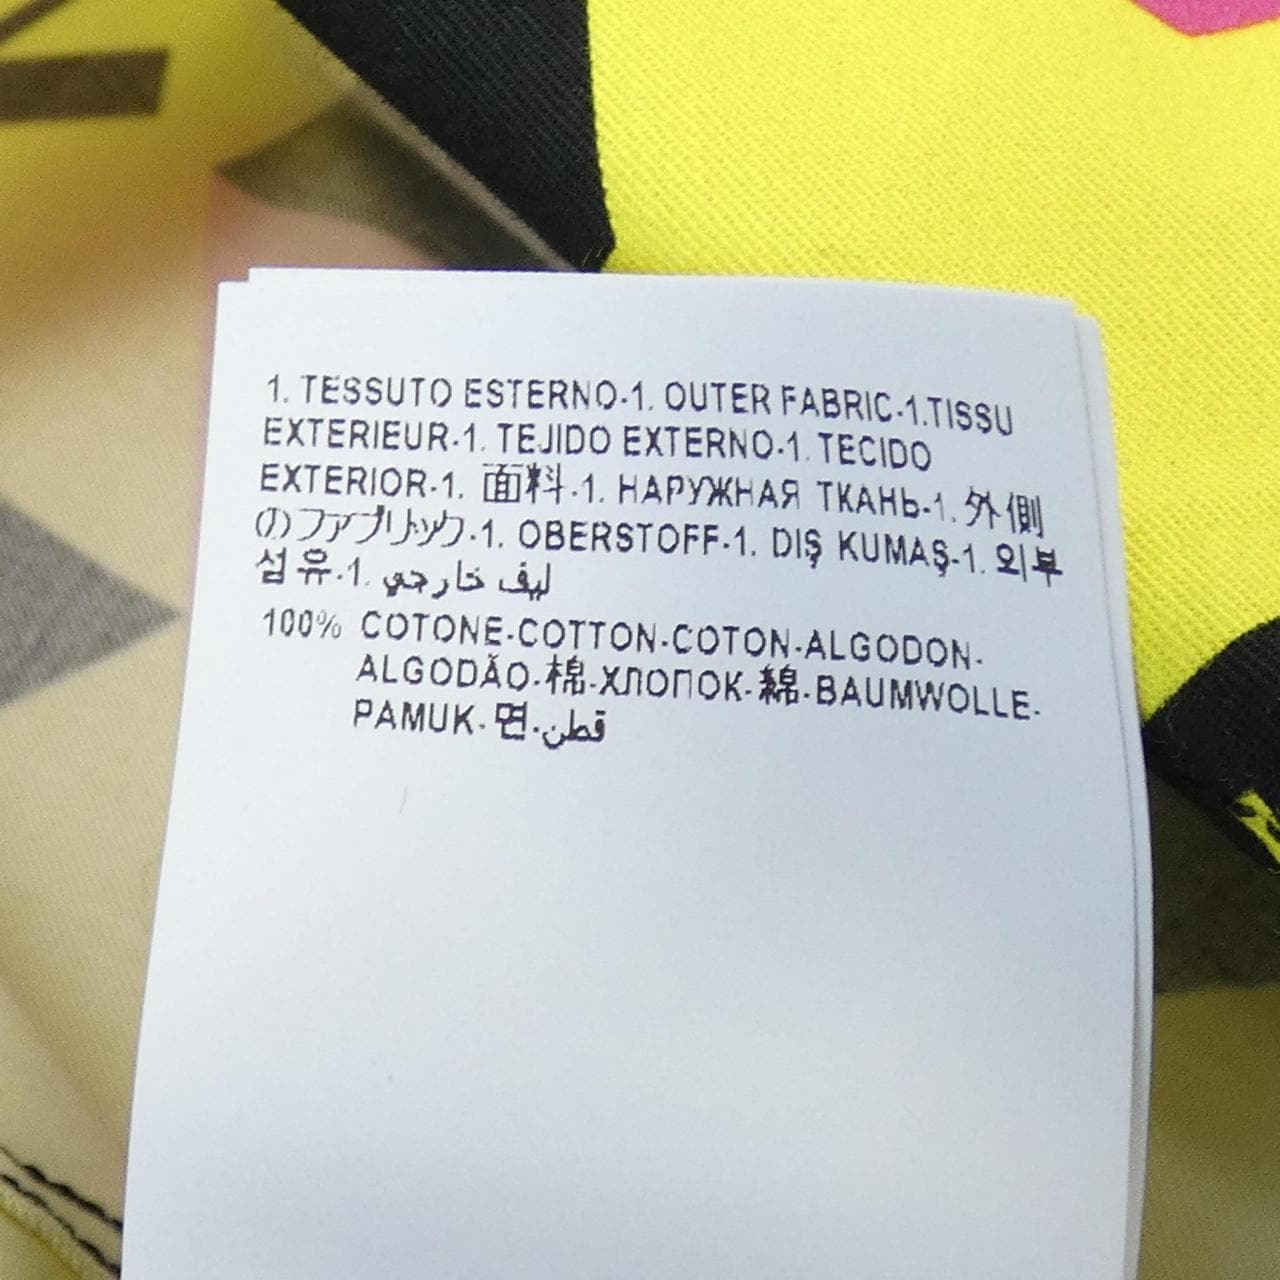 1. TESSUTO ESTERNO-1. OUTER FABRIC-1.TISSU
EXTERIEUR-1. TEJIDO EXTERNO-1. TECIDO
EXTERIOR-1. 面料-1. НАРУЖНАЯ ТКАНЬ-1. 外側
のファブリック-1. OBERSTOFF-1. DIŞ KUMAŞ-1. 외부
섬유-1. ليف خارجي
100% COTONE-COTTON-COTON-ALGODON-
ALGODÃO-棉-ХЛОПОК-綿-BAUMWOLLE-
PAMUK-면-قطن